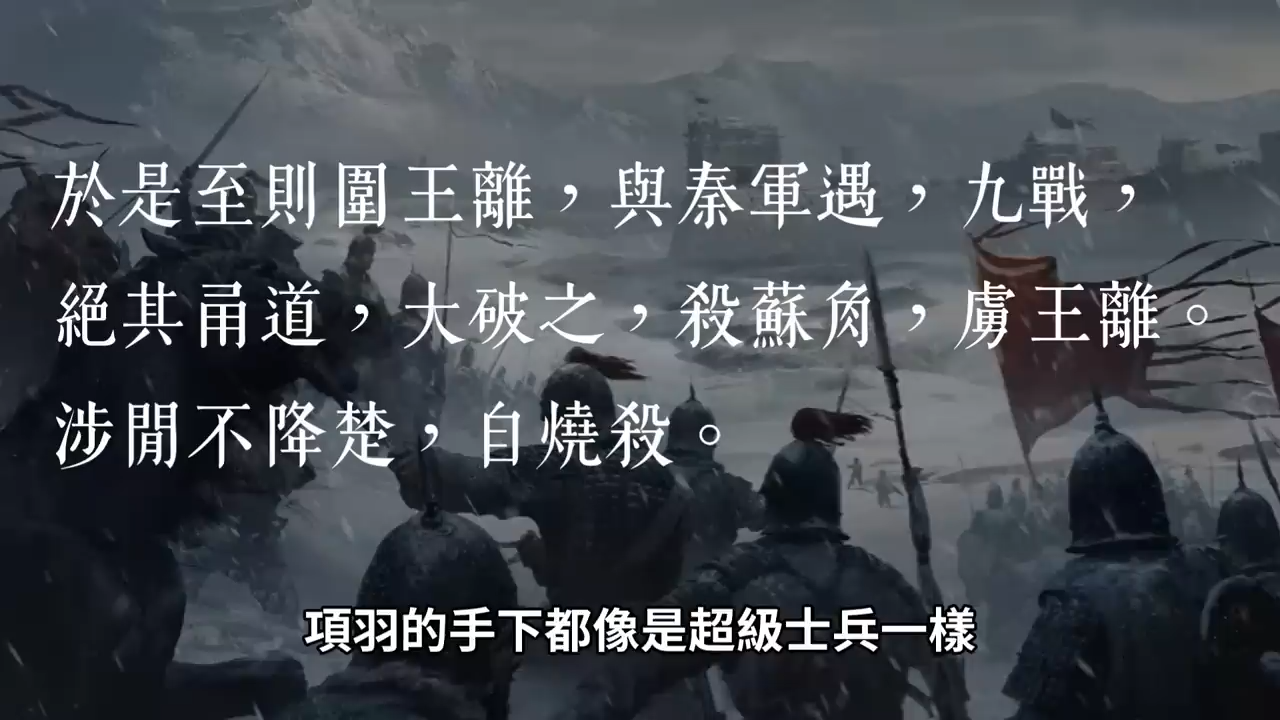 於是至則圍王離，與秦軍遇，九戰，
絕其甬道，大破之，殺蘇角，虜王離。
涉閒不降楚，自燒殺。
項羽的手下都像是超級士兵一樣